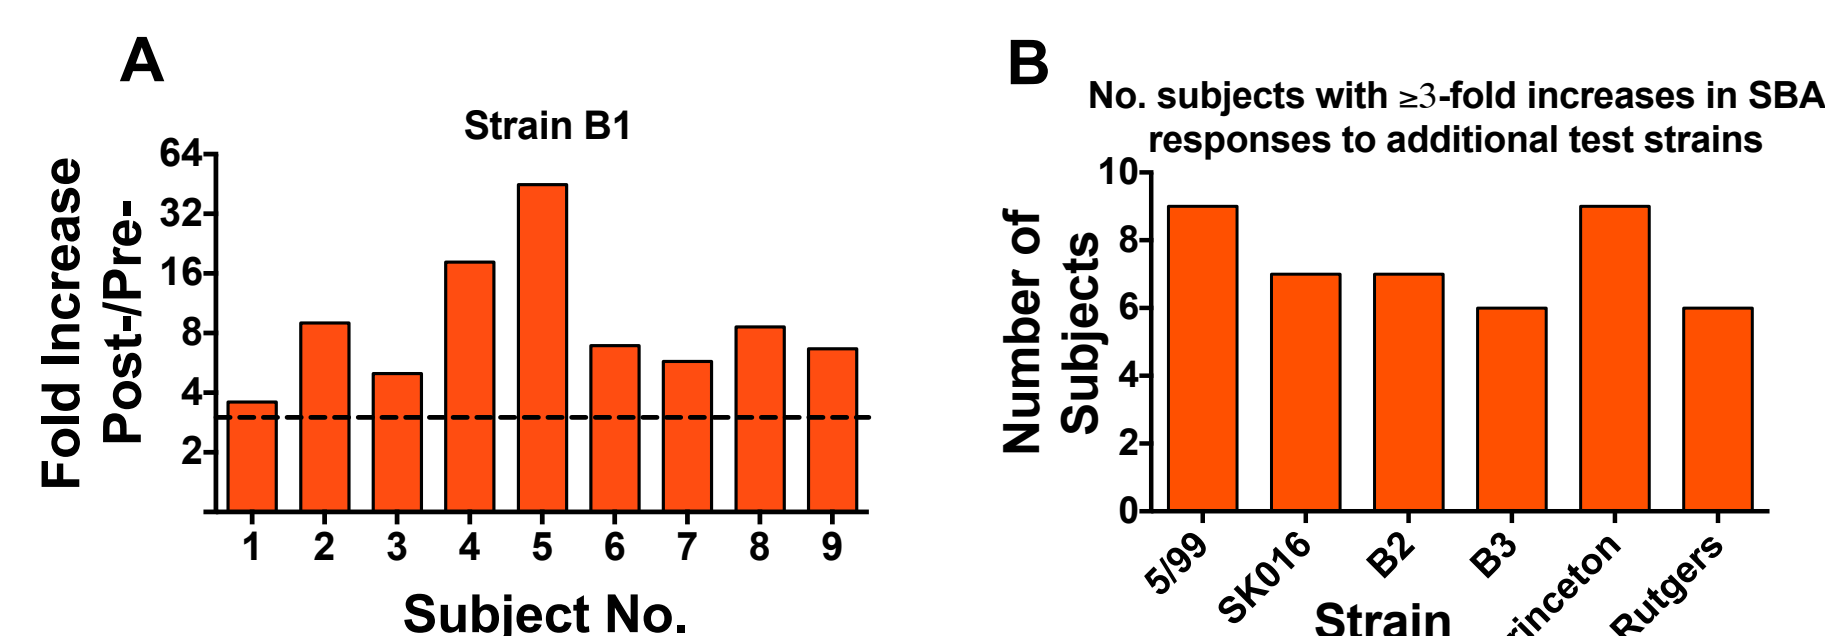 A
Strain B1
Fold Increase
Post-/Pre-
64
32
16
8
4
2
1 2 3 4 5 6 7 8 9
Subject No.
B
No. subjects with ≥3-fold increases in SBA
responses to additional test strains
Number of
Subjects
10
8
6
4
2
0
5/99
SK016
B2
B3
rinceton
Rutgers
Strain